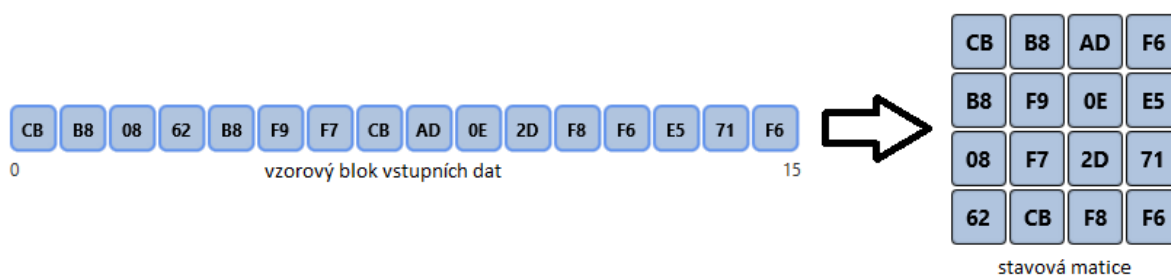 CB B8 08 62 B8 F9 F7 CB AD 0E 2D F8 F6 E5 71 F6
0 vzorový blok vstupních dat 15
CB B8 AD F6
B8 F9 0E E5
08 F7 2D 71
62 CB F8 F6
stavová matice